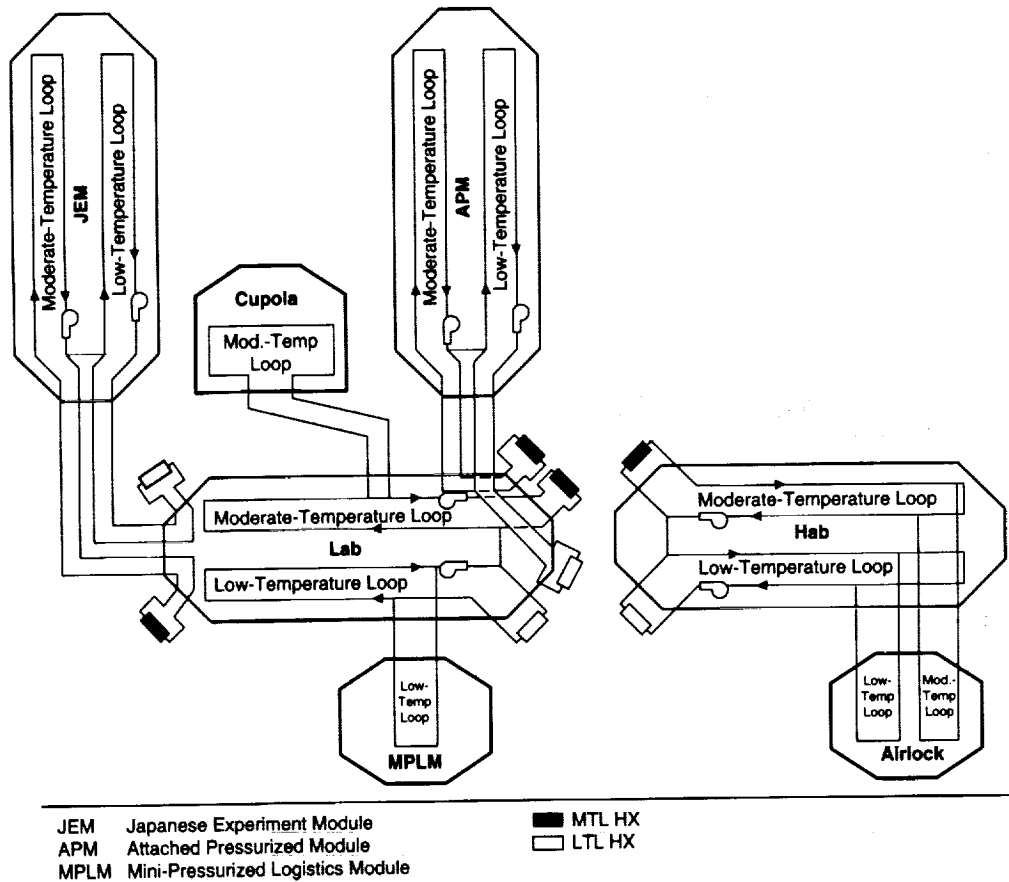 Moderate-Temperature Loop
JEM
Low-Temperature Loop
Moderate-Temperature Loop
APM
Low-Temperature Loop
Cupola
Mod.-Temp
Loop
Moderate-Temperature Loop
Lab
Low-Temperature Loop
Moderate-Temperature Loop
Hab
Low-Temperature Loop
Low-
Temp
Loop
MPLM
Low-
Temp
Loop
Mod.-
Temp
Loop
Airlock
JEM Japanese Experiment Module
APM Attached Pressurized Module
MPLM Mini-Pressurized Logistics Module
MTL HX
LTL HX